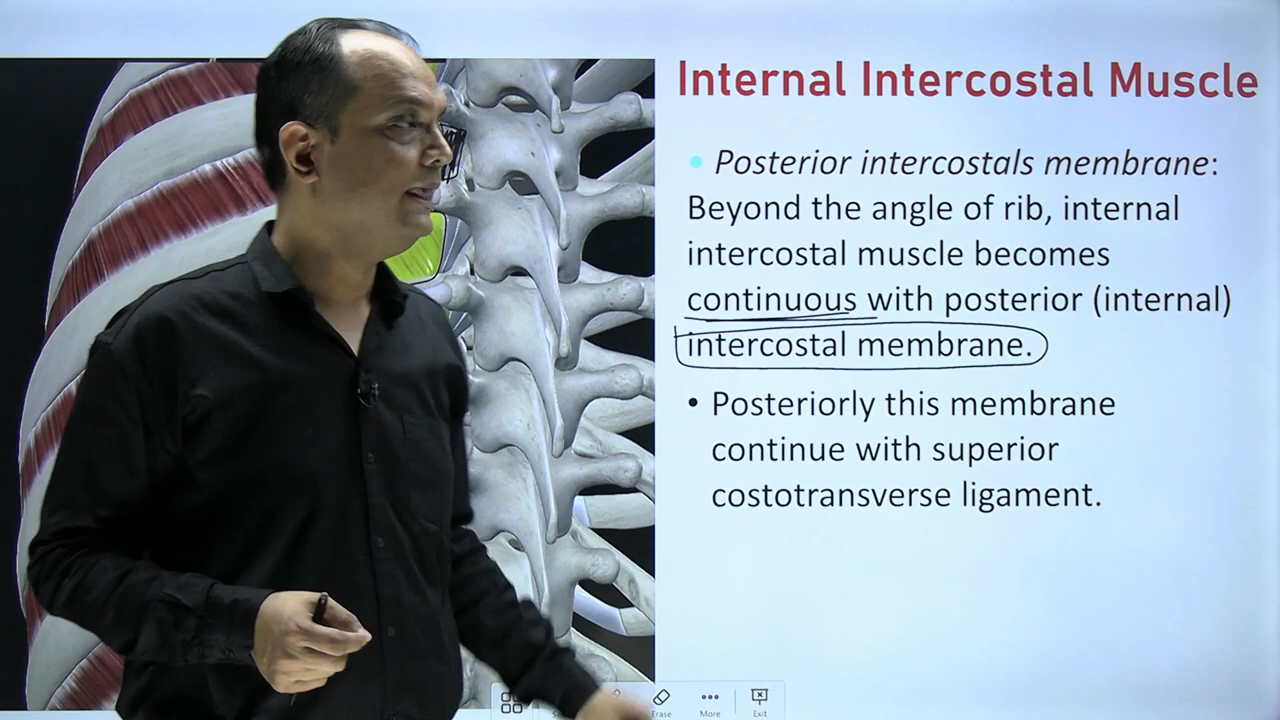 Internal Intercostal Muscle
• Posterior intercostals membrane:
Beyond the angle of rib, internal
intercostal muscle becomes
continuous with posterior (internal)
intercostal membrane.
• Posteriorly this membrane
continue with superior
costotransverse ligament.
Erase
More
Exit